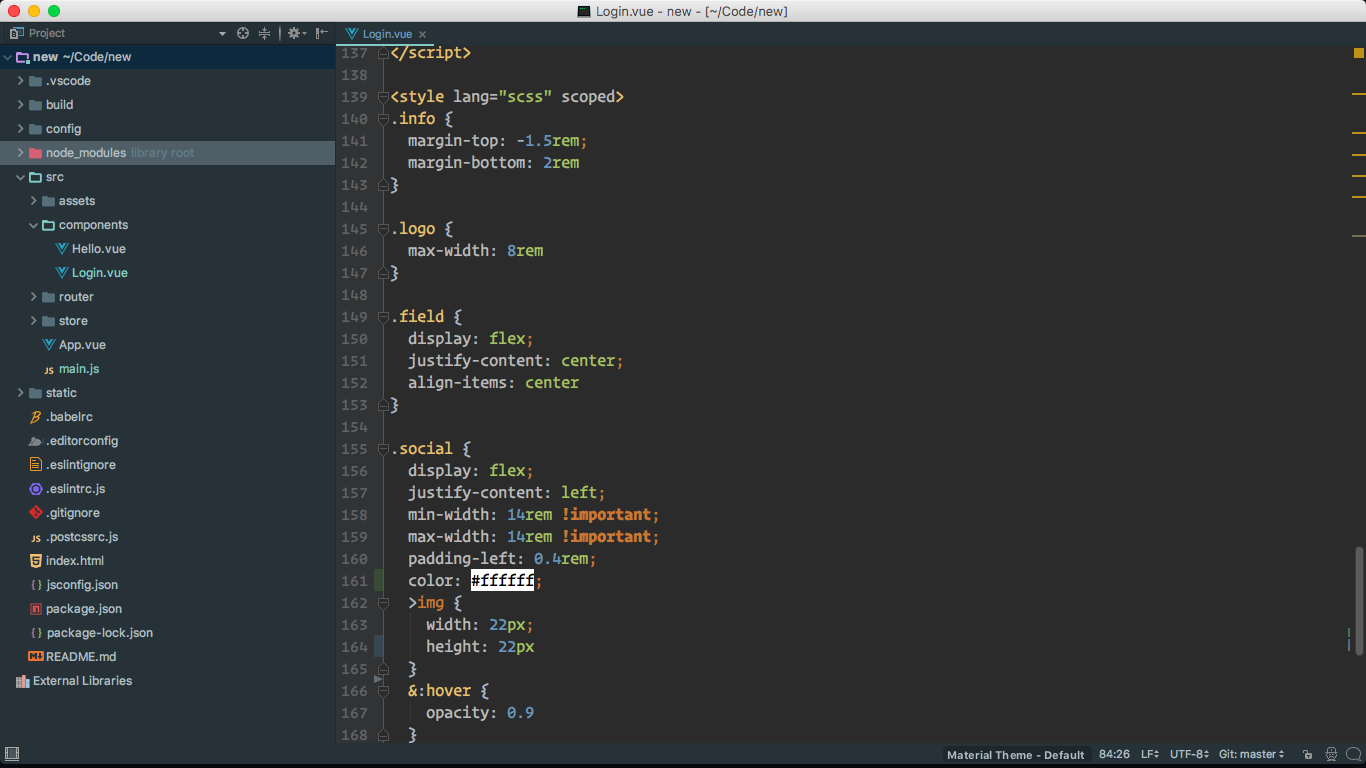 Login.vue - new - [~/Code/new]
Project
Login.vue
new ~/Code/new
.vscode
build
config
node_modules library root
src
assets
components
Hello.vue
Login.vue
router
store
App.vue
JS main.js
static
.babelrc
.editorconfig
.eslintignore
.eslintrc.js
.gitignore
JS .postcssrc.js
index.html
jsconfig.json
package.json
package-lock.json
README.md
External Libraries
137 </script>
138
139 <style lang="scss" scoped>
140 .info {
141 margin-top: -1.5rem;
142 margin-bottom: 2rem
143 }
144
145 .logo {
146 max-width: 8rem
147 }
148
149 .field {
150 display: flex;
151 justify-content: center;
152 align-items: center
153 }
154
155 .social {
156 display: flex;
157 justify-content: left;
158 min-width: 14rem !important;
159 max-width: 14rem !important;
160 padding-left: 0.4rem;
161 color: #ffffff;
162 >img {
163 width: 22px;
164 height: 22px
165 }
166 &:hover {
167 opacity: 0.9
168 }
Material Theme - Default 84:26 LF UTF-8 Git: master